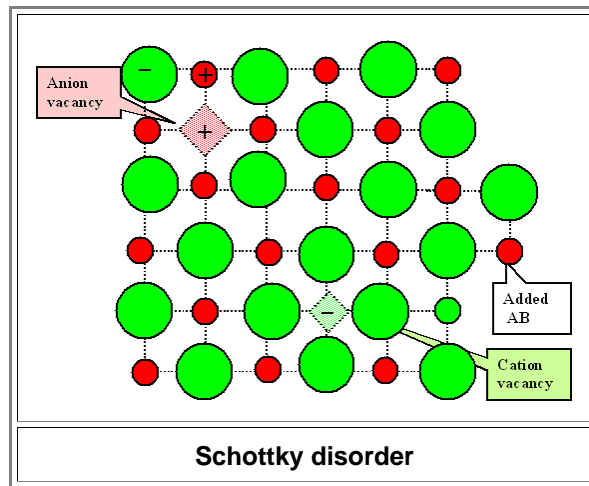 − +
Anion
vacancy
+
Added
AB
−
Cation
vacancy
Schottky disorder